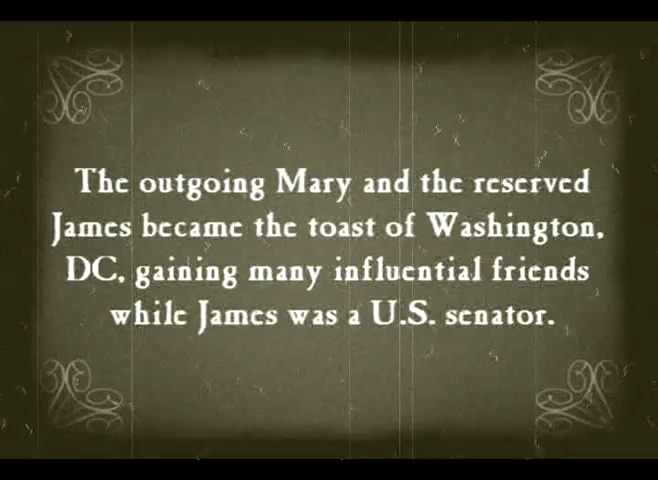 The outgoing Mary and the reserved
James became the toast of Washington,
DC, gaining many influential friends
while James was a U.S. senator.